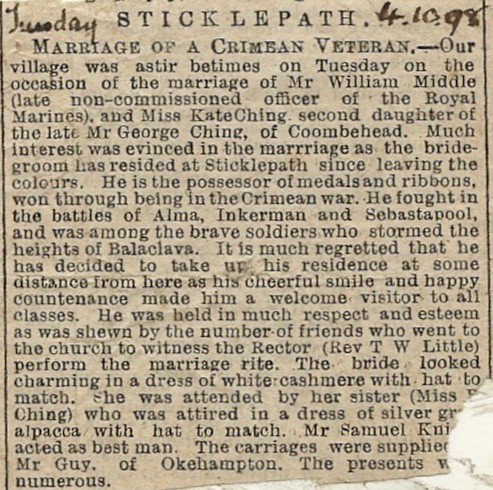 Tuesday
STICKLEPATH. 4.10.98
MARRIAGE OF A CRIMEAN VETERAN.—Our
village was astir betimes on Tuesday on the
occasion of the marriage of Mr William Middle
(late non-commissioned officer of the Royal
Marines), and Miss Kate Ching, second daughter of
the late Mr George Ching, of Coombehead. Much
interest was evinced in the marrriage as the bride-
groom has resided at Sticklepath since leaving the
colours. He is the possessor of medals and ribbons,
won through being in the Crimean war. He fought in
the battles of Alma, Inkerman and Sebastapool,
and was among the brave soldiers who stormed the
heights of Balaclava. It is much regretted that he
has decided to take up his residence at some
distance from here as his cheerful smile and happy
countenance made him a welcome visitor to all
classes. He was held in much respect and esteem
as was shewn by the number of friends who went to
the church to witness the Rector (Rev T W Little)
perform the marriage rite. The bride looked
charming in a dress of white cashmere with hat to
match. She was attended by her sister (Miss
Ching) who was attired in a dress of silver
alpacca with hat to match. Mr Samuel
acted as best man. The carriages were
Mr Guy, of Okehampton. The presents
numerous.